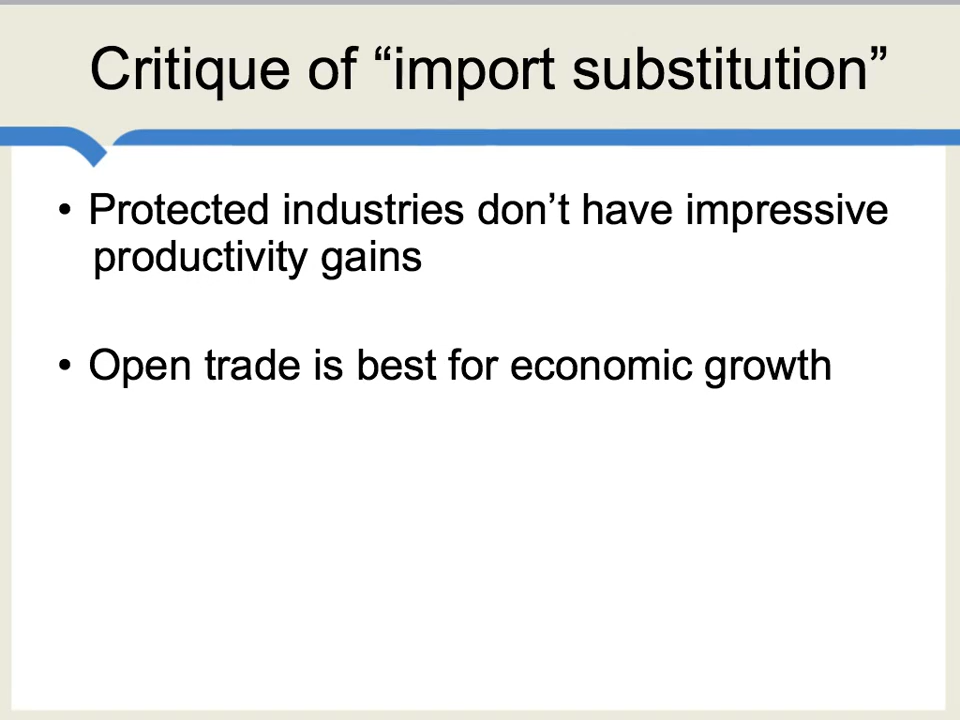 Critique of “import substitution”
• Protected industries don’t have impressive
productivity gains
• Open trade is best for economic growth